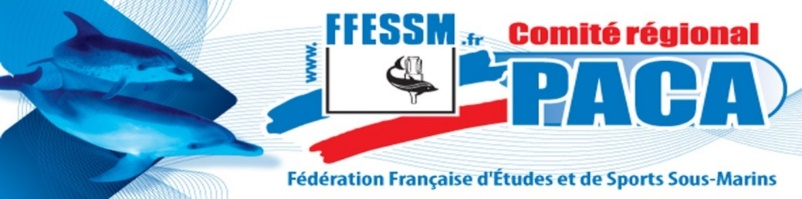 www.FFESSM.fr
Comité régional
PACA
Fédération Française d'Études et de Sports Sous-Marins